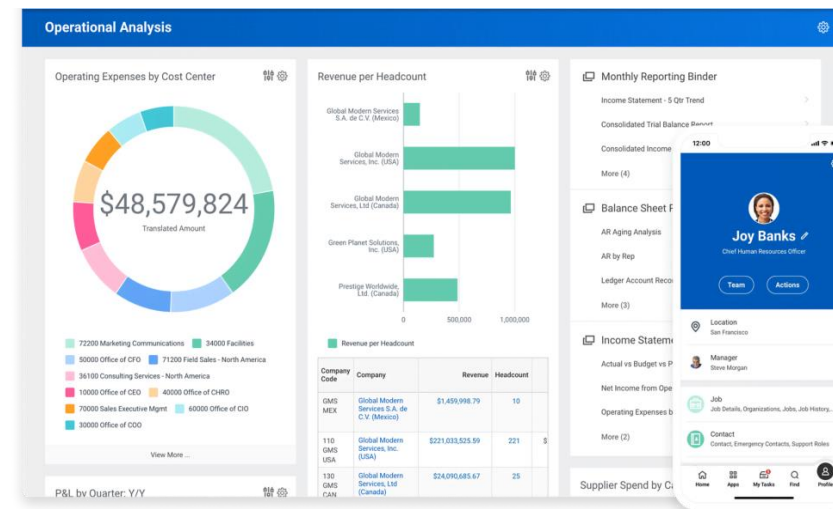 Operational Analysis
Operating Expenses by Cost Center
$48,579,824
Translated Amount
72200 Marketing Communications
34000 Facilities
50000 Office of CFO
71200 Field Sales - North America
36100 Consulting Services - North America
10000 Office of CEO
40000 Office of CHRO
70000 Sales Executive Mgmt
60000 Office of CIO
30000 Office of COO
View More ...
P&L by Quarter: Y/Y
Revenue per Headcount
Global Modern Services
S.A. de C.V. (Mexico)
Global Modern
Services, Inc. (USA)
Global Modern
Services, Ltd (Canada)
Green Planet Solutions,
Inc. (USA)
Prestige Worldwide,
Ltd. (Canada)
0
500,000
1,000,000
Revenue per Headcount
Company
Code
Company
Revenue
Headcount
GMS
MEX
Global Modern
Services S.A. de
C.V. (Mexico)
$1,459,998.79
10
110
GMS
USA
Global Modern
Services, Inc.
(USA)
$221,033,525.59
221
$
130
GMS
CAN
Global Modern
Services, Ltd
(Canada)
$24,090,685.67
25
Monthly Reporting Binder
Income Statement - 5 Qtr Trend
Consolidated Trial Balance Report
Consolidated Income
More (4)
Balance Sheet
AR Aging Analysis
AR by Rep
Ledger Account
More (3)
Income
Actual vs Budget vs
Net Income from
Operating Expenses
More (2)
Supplier Spend by
12:00
Joy Banks
Chief Human Resources Officer
Team
Actions
Location
San Francisco
Manager
Steve Morgan
Job
Job Details, Organizations, Jobs, Job History,...
Contact
Contact, Emergency Contacts, Support Roles
Home
Apps
My Tasks
Find
Profile